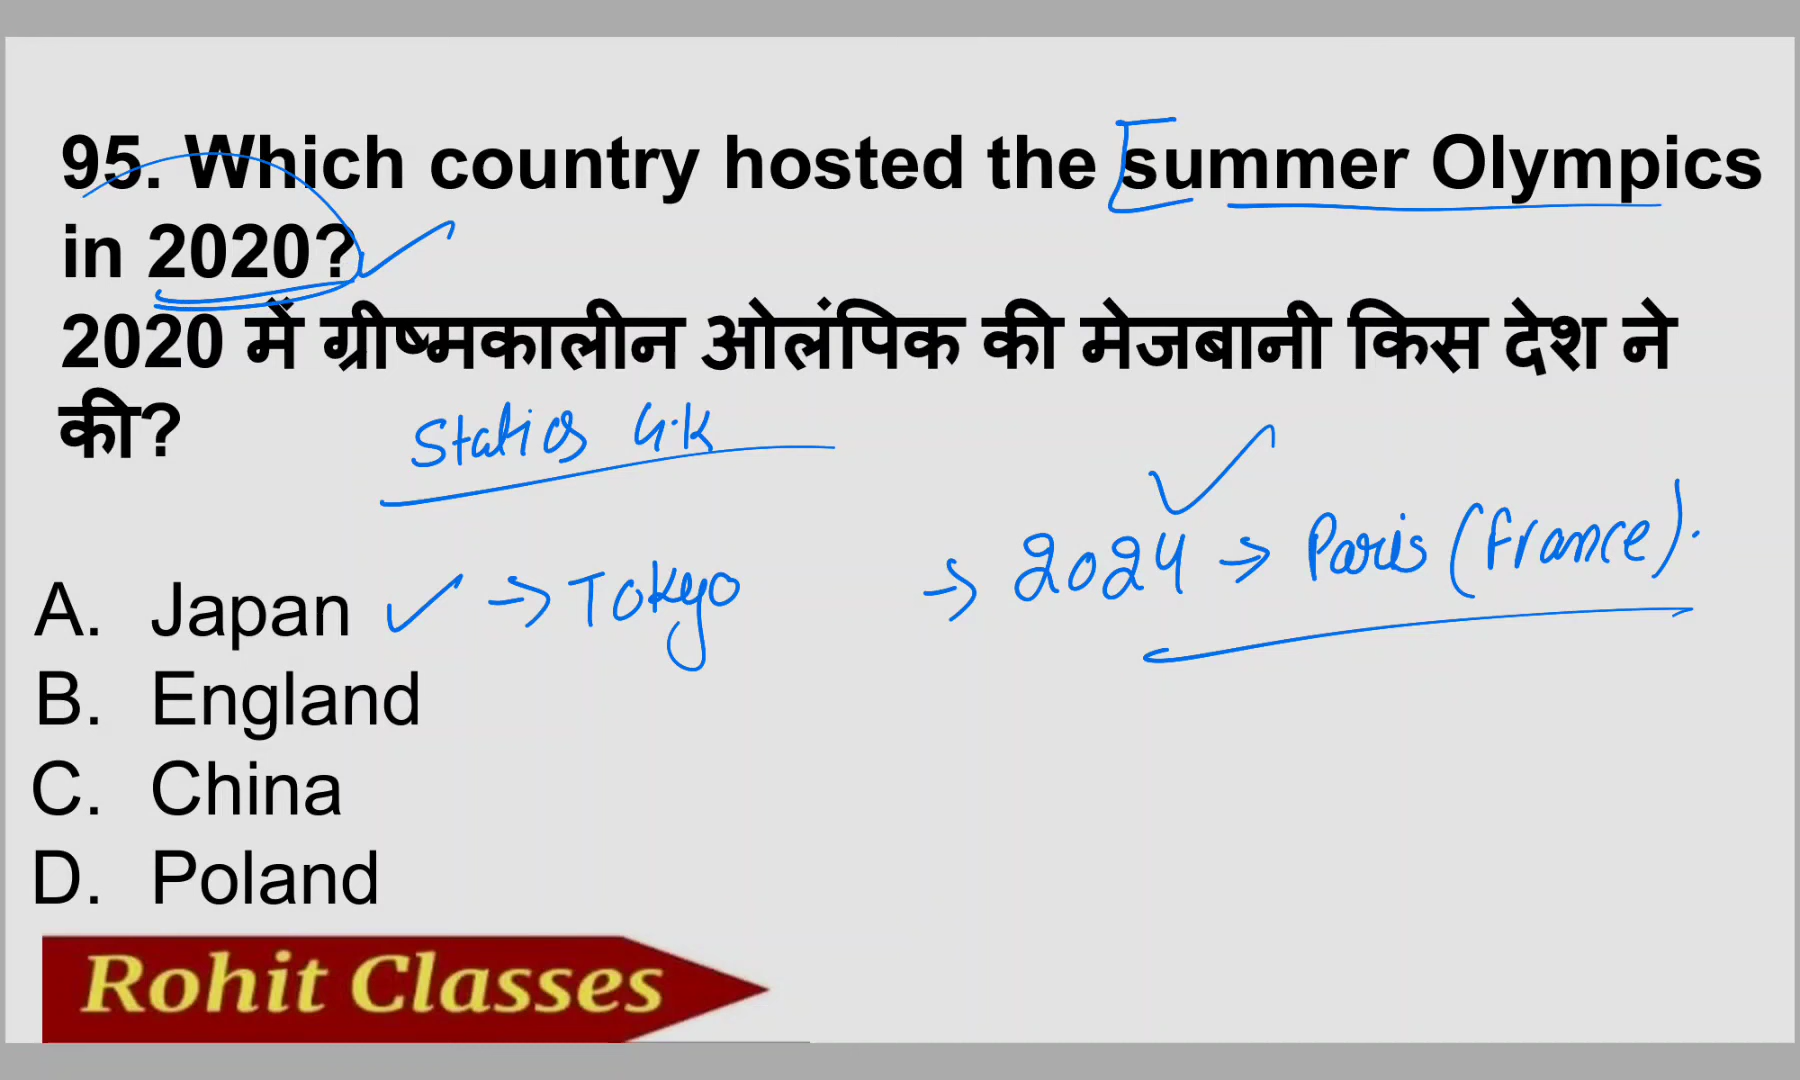 95. Which country hosted the summer Olympics
in 2020?
2020 में ग्रीष्मकालीन ओलंपिक की मेजबानी किस देश ने
की?
Statics G.K
→ 2024 → Paris (France).
A. Japan → Tokyo
B. England
C. China
D. Poland
Rohit Classes